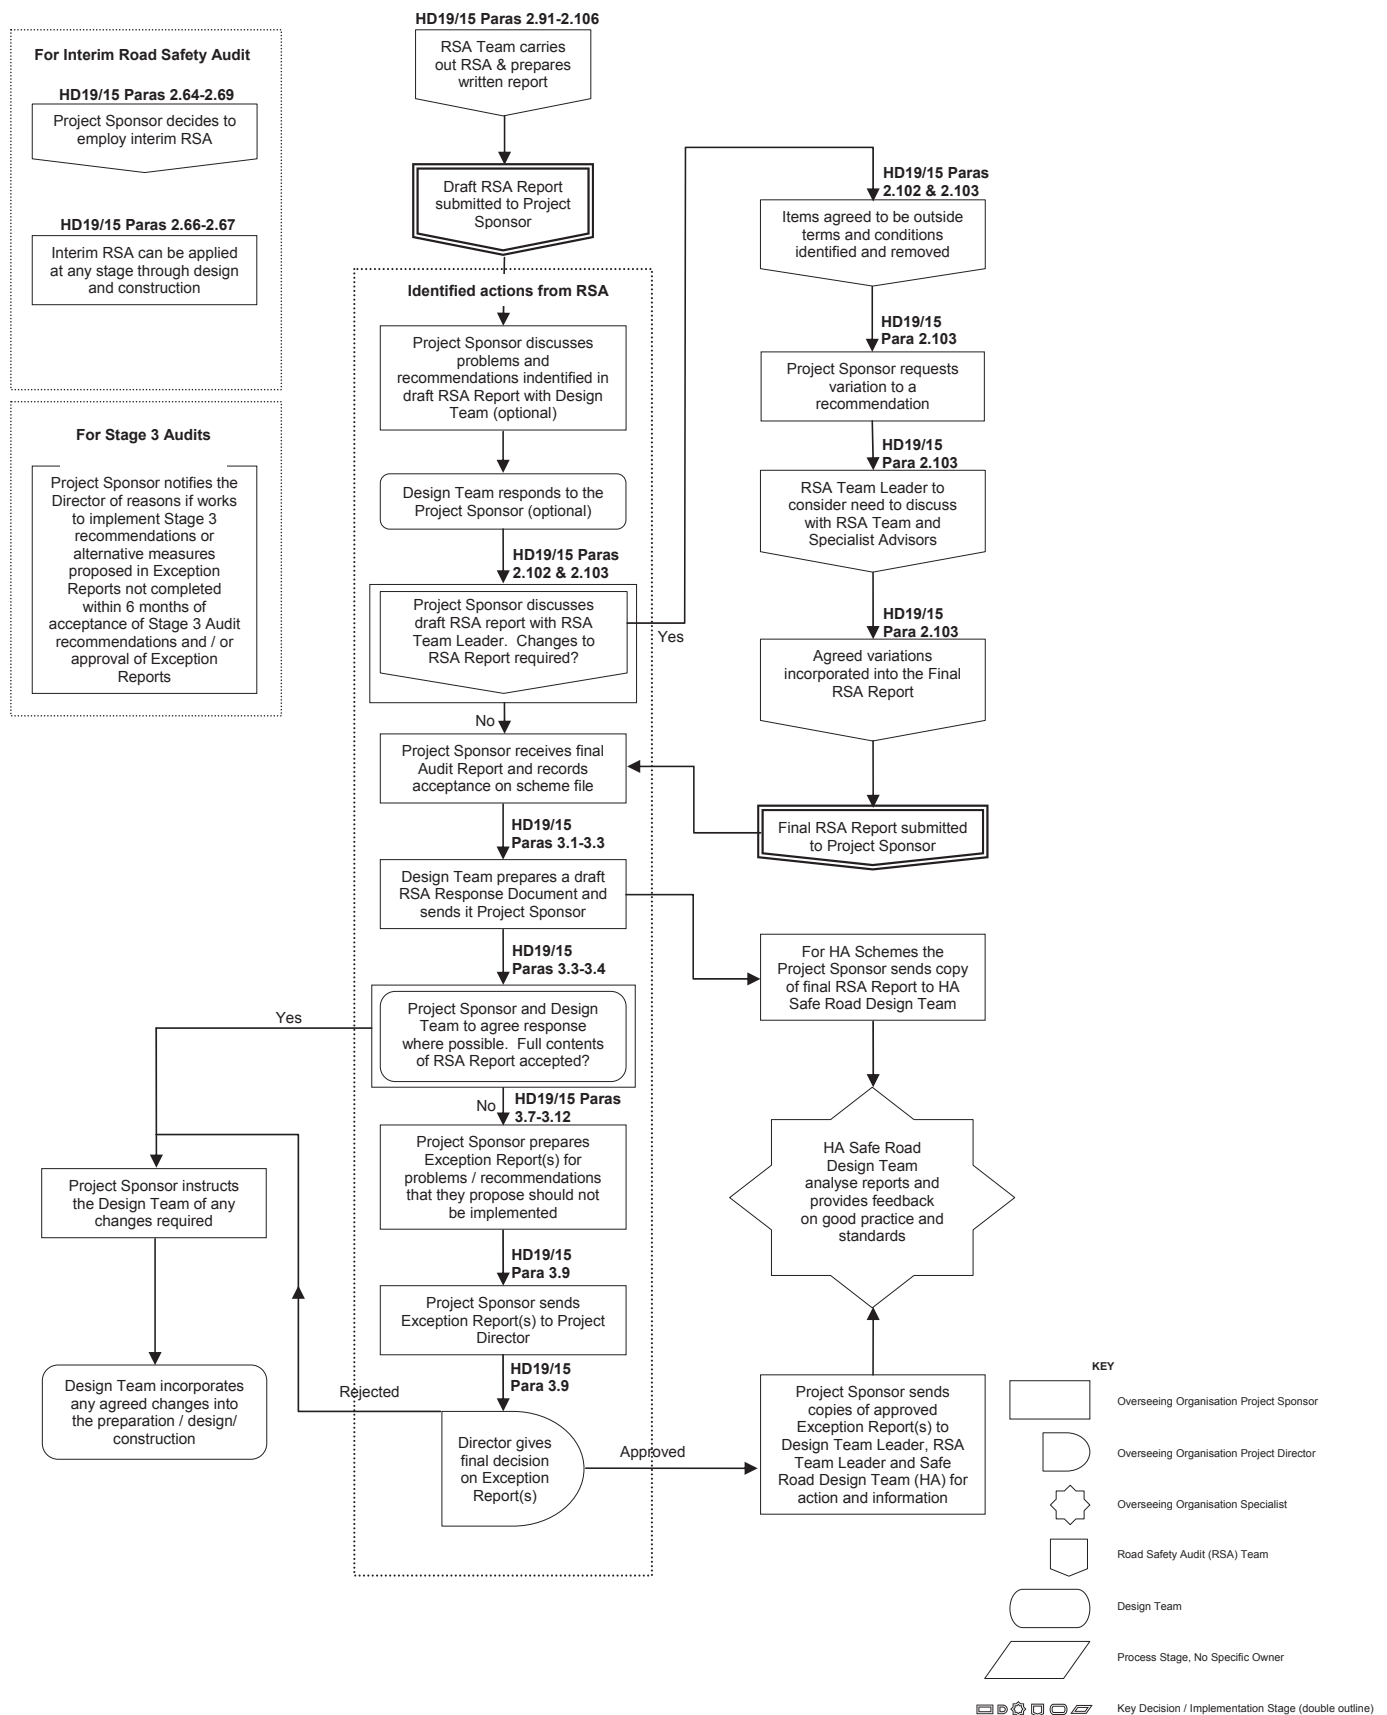 For Interim Road Safety Audit
HD19/15 Paras 2.64-2.69
Project Sponsor decides to
employ interim RSA
HD19/15 Paras 2.66-2.67
Interim RSA can be applied
at any stage through design
and construction
For Stage 3 Audits
Project Sponsor notifies the
Director of reasons if works
to implement Stage 3
recommendations or
alternative measures
proposed in Exception
Reports not completed
within 6 months of
acceptance of Stage 3 Audit
recommendations and / or
approval of Exception
Reports
HD19/15 Paras 2.91-2.106
RSA Team carries
out RSA & prepares
written report
Draft RSA Report
submitted to Project
Sponsor
Identified actions from RSA
Project Sponsor discusses
problems and
recommendations indentified in
draft RSA Report with Design
Team (optional)
Design Team responds to the
Project Sponsor (optional)
HD19/15 Paras
2.102 & 2.103
Project Sponsor discusses
draft RSA report with RSA
Team Leader. Changes to
RSA Report required?
Yes
No
HD19/15 Paras
2.102 & 2.103
Items agreed to be outside
terms and conditions
identified and removed
HD19/15
Para 2.103
Project Sponsor requests
variation to a
recommendation
HD19/15
Para 2.103
RSA Team Leader to
consider need to discuss
with RSA Team and
Specialist Advisors
HD19/15
Para 2.103
Agreed variations
incorporated into the Final
RSA Report
Final RSA Report submitted
to Project Sponsor
Project Sponsor receives final
Audit Report and records
acceptance on scheme file
HD19/15
Paras 3.1-3.3
Design Team prepares a draft
RSA Response Document and
sends it Project Sponsor
HD19/15
Paras 3.3-3.4
For HA Schemes the
Project Sponsor sends copy
of final RSA Report to HA
Safe Road Design Team
Project Sponsor and Design
Team to agree response
where possible. Full contents
of RSA Report accepted?
Yes
No
HD19/15 Paras
3.7-3.12
Project Sponsor prepares
Exception Report(s) for
problems / recommendations
that they propose should not
be implemented
HD19/15
Para 3.9
Project Sponsor sends
Exception Report(s) to Project
Director
HD19/15
Para 3.9
Rejected
Director gives
final decision
on Exception
Report(s)
Approved
Project Sponsor instructs
the Design Team of any
changes required
Design Team incorporates
any agreed changes into
the preparation / design/
construction
HA Safe Road
Design Team
analyse reports and
provides feedback
on good practice and
standards
Project Sponsor sends
copies of approved
Exception Report(s) to
Design Team Leader, RSA
Team Leader and Safe
Road Design Team (HA) for
action and information
KEY
Overseeing Organisation Project Sponsor
Overseeing Organisation Project Director
Overseeing Organisation Specialist
Road Safety Audit (RSA) Team
Design Team
Process Stage, No Specific Owner
Key Decision / Implementation Stage (double outline)